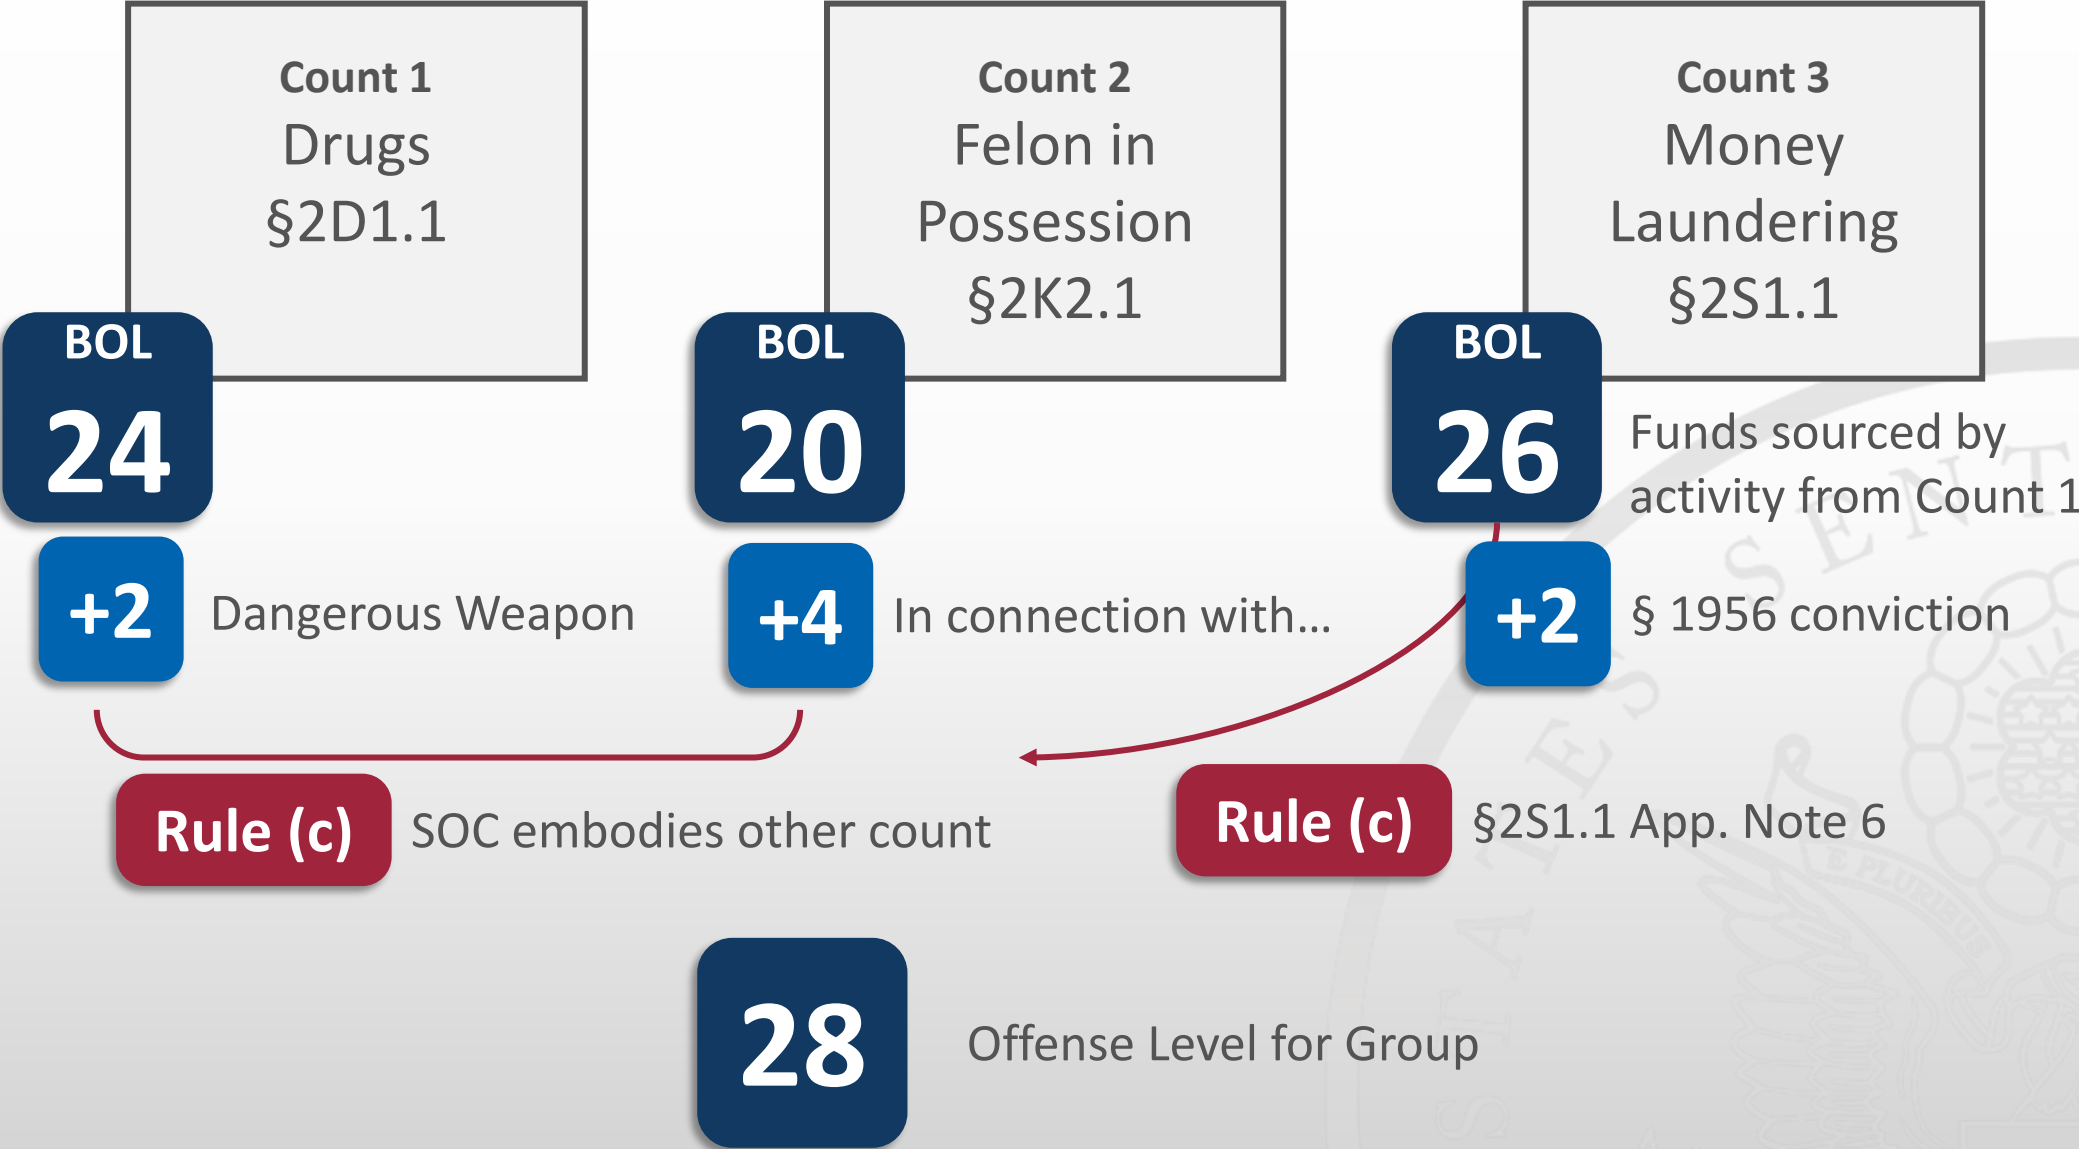 Count 1
Drugs
§2D1.1
Count 2
Felon in
Possession
§2K2.1
Count 3
Money
Laundering
§2S1.1
BOL
24
BOL
20
BOL
26
Funds sourced by
activity from Count 1
+2
Dangerous Weapon
+4
In connection with...
+2
§ 1956 conviction
Rule (c)
SOC embodies other count
Rule (c)
§2S1.1 App. Note 6
28
Offense Level for Group
STATES SENT
E PLURIBUS